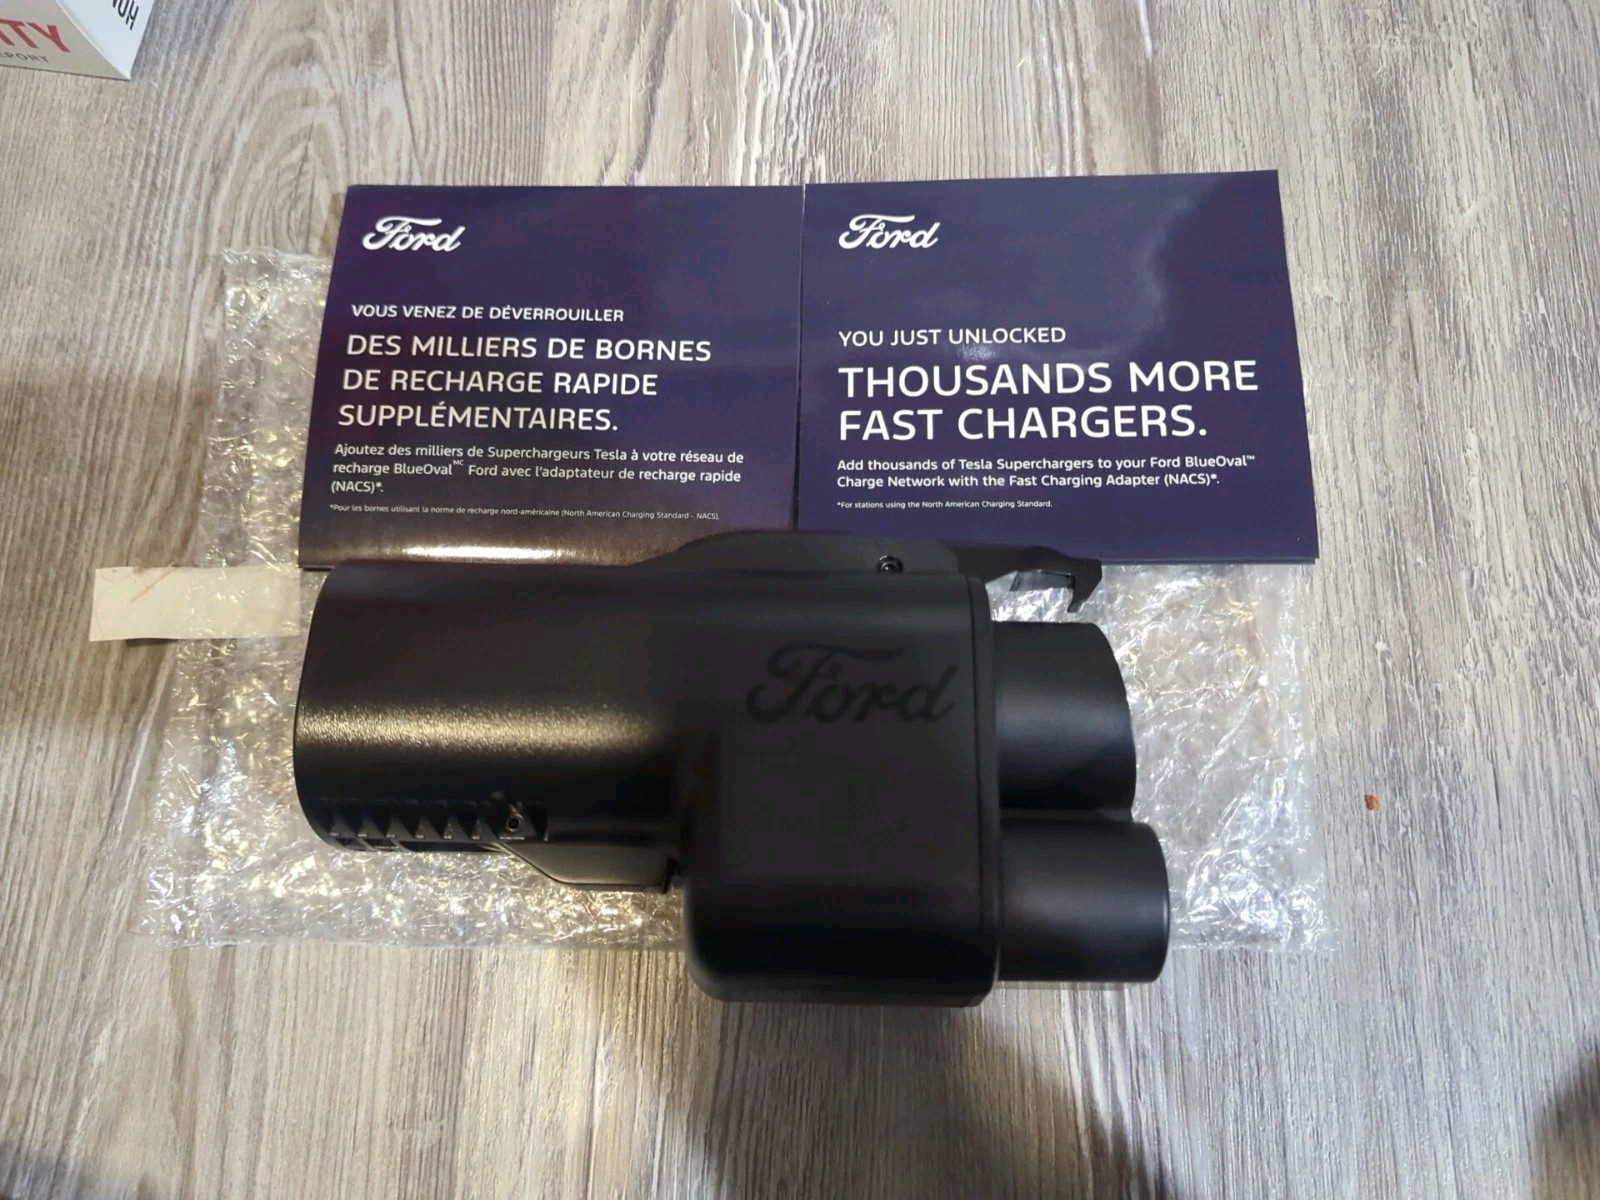 Ford
VOUS VENEZ DE DÉVERROUILLER
DES MILLIERS DE BORNES
DE RECHARGE RAPIDE
SUPPLÉMENTAIRES.
Ajoutez des milliers de Superchargeurs Tesla à votre réseau de
recharge BlueOval MC Ford avec l'adaptateur de recharge rapide
(NACS)*.
*Pour les bornes utilisant la norme de recharge nord-américaine (North American Charging Standard - NACS).
Ford
YOU JUST UNLOCKED
THOUSANDS MORE
FAST CHARGERS.
Add thousands of Tesla Superchargers to your Ford BlueOval™
Charge Network with the Fast Charging Adapter (NACS)*.
*For stations using the North American Charging Standard.
Ford